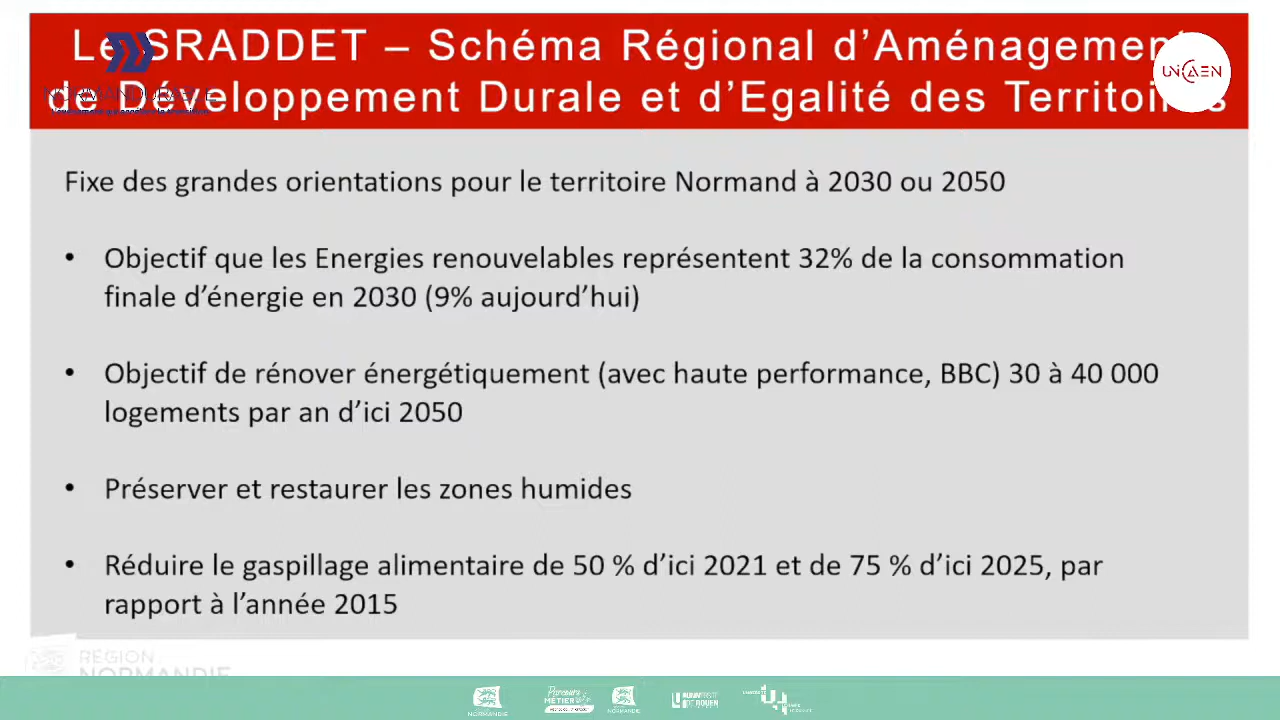 Le SRADDET – Schéma Régional d'Aménagement
de Développement Durale et d'Egalité des Territoires
UNICAEN
Fixe des grandes orientations pour le territoire Normand à 2030 ou 2050
• Objectif que les Energies renouvelables représentent 32% de la consommation
finale d'énergie en 2030 (9% aujourd'hui)
• Objectif de rénover énergétiquement (avec haute performance, BBC) 30 à 40 000
logements par an d'ici 2050
• Préserver et restaurer les zones humides
• Réduire le gaspillage alimentaire de 50 % d'ici 2021 et de 75 % d'ici 2025, par
rapport à l'année 2015
RÉGION
NORMANDIE
NORMANDIE
Parcours
MÉTIER
NORMANDIE
UNIVERSITÉ
DE ROUEN